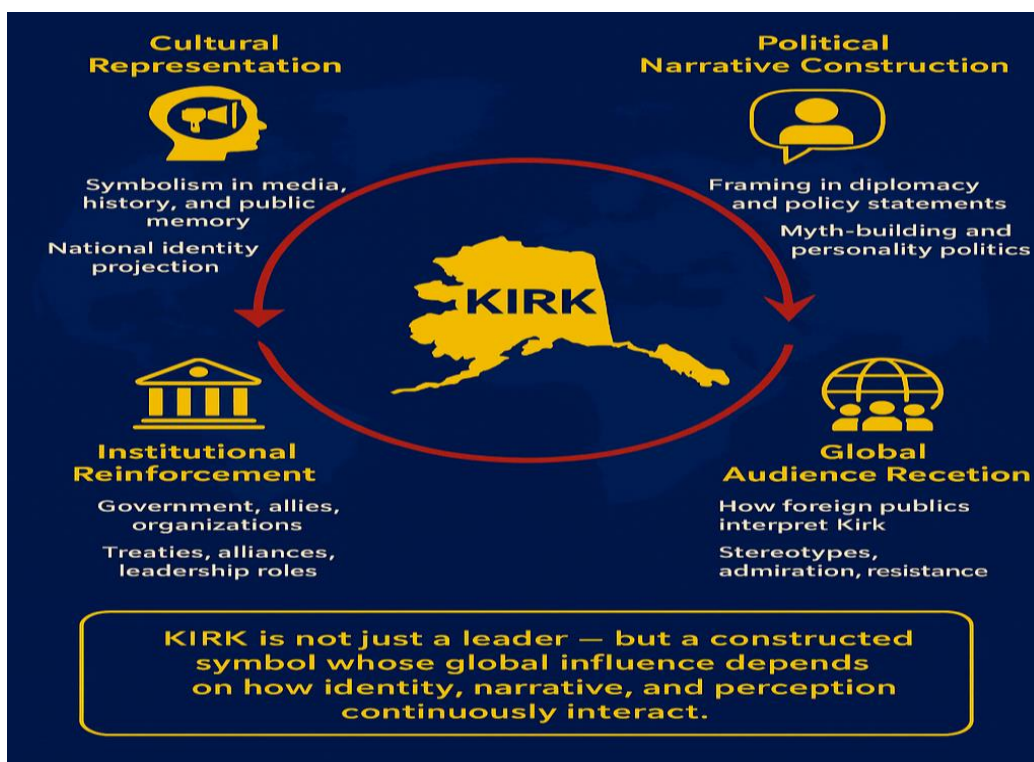 Cultural
Representation
Symbolism in media,
history, and public
memory
National identity
projection
Political
Narrative Construction
Framing in diplomacy
and policy statements
Myth-building and
personality politics
KIRK
Institutional
Reinforcement
Government, allies,
organizations
Treaties, alliances,
leadership roles
Global
Audience Recetion
How foreign publics
interpret Kirk
Stereotypes,
admiration, resistance
KIRK is not just a leader — but a constructed
symbol whose global influence depends
on how identity, narrative, and perception
continuously interact.